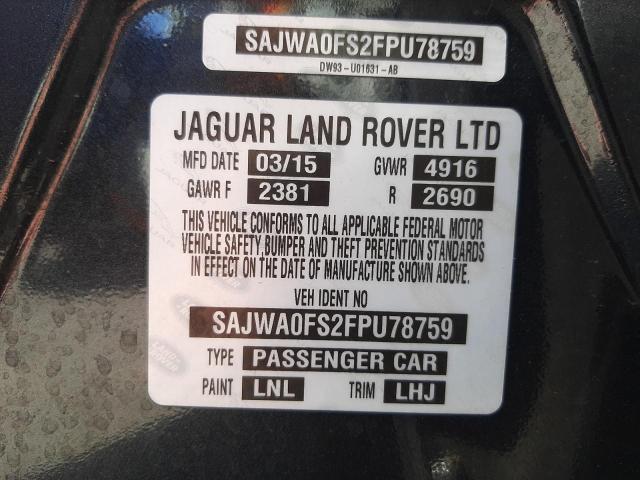 SAJWA0FS2FPU78759
DW93-U01631-AB
JAGUAR LAND ROVER LTD
MFD DATE 03/15 GVWR 4916
GAWR F 2381 R 2690
THIS VEHICLE CONFORMS TO ALL APPLICABLE FEDERAL MOTOR
VEHICLE SAFETY,BUMPER AND THEFT PREVENTION STANDARDS
IN EFFECT ON THE DATE OF MANUFACTURE SHOWN ABOVE.
VEH IDENT NO
SAJWA0FS2FPU78759
TYPE PASSENGER CAR
PAINT LNL TRIM LHJ